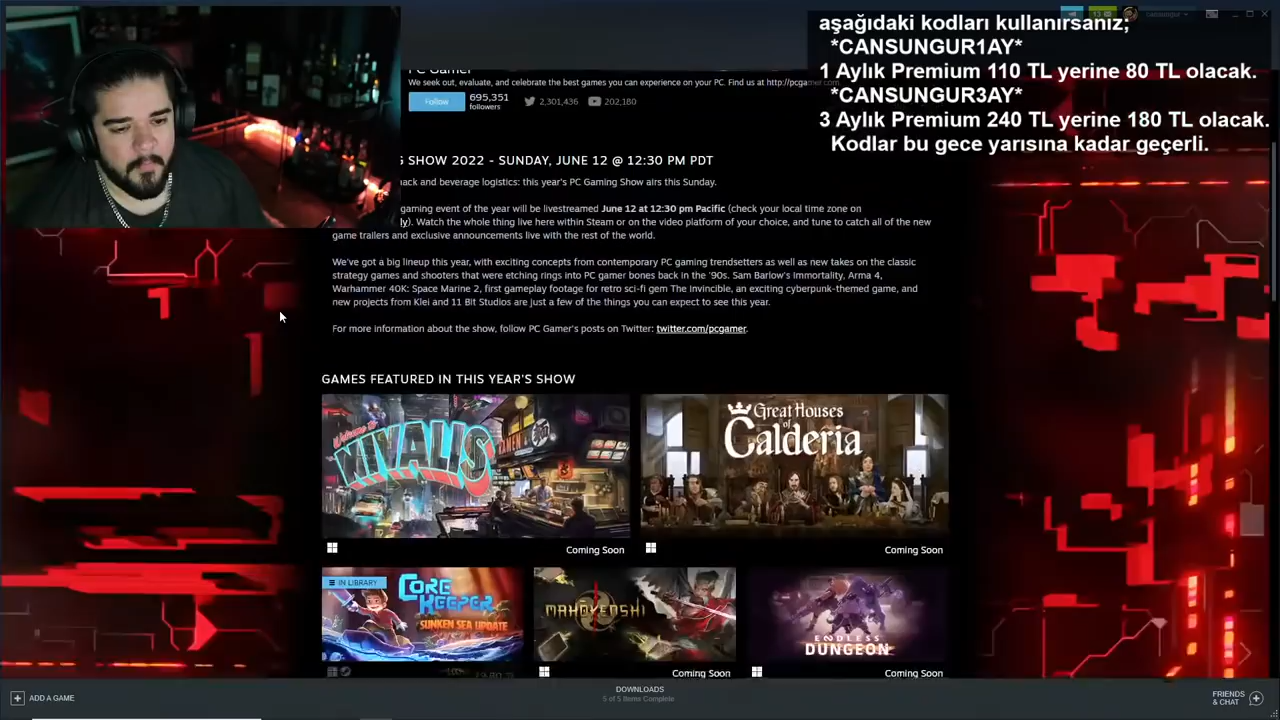 aşağıdaki kodları kullanırsanız;
*CANSUNGUR1AY*
1 Aylık Premium 110 TL yerine 80 TL olacak.
*CANSUNGUR3AY*
3 Aylık Premium 240 TL yerine 180 TL olacak.
Kodlar bu gece yarısına kadar geçerli.
PC Gamer
We seek out, evaluate, and celebrate the best games you can experience on your PC. Find us at http://pcgamer.com
Follow
695,351
followers
2,301,436
202,180
G SHOW 2022 - SUNDAY, JUNE 12 @ 12:30 PM PDT
ack and beverage logistics: this year's PC Gaming Show airs this Sunday.
gaming event of the year will be livestreamed June 12 at 12:30 pm Pacific (check your local time zone on
ly). Watch the whole thing live here within Steam or on the video platform of your choice, and tune to catch all of the new
game trailers and exclusive announcements live with the rest of the world.
We've got a big lineup this year, with exciting concepts from contemporary PC gaming trendsetters as well as new takes on the classic
strategy games and shooters that were etching rings into PC gamer bones back in the '90s. Sam Barlow's Immortality, Arma 4,
Warhammer 40K: Space Marine 2, first gameplay footage for retro sci-fi gem The Invincible, an exciting cyberpunk-themed game, and
new projects from Klei and 11 Bit Studios are just a few of the things you can expect to see this year.
For more information about the show, follow PC Gamer's posts on Twitter: twitter.com/pcgamer.
GAMES FEATURED IN THIS YEAR'S SHOW
Welcome to
NIVALIS
RAMEN
Great Houses
of
Calderia
Coming Soon
Coming Soon
IN LIBRARY
CORE
KEEPER
SUNKEN SEA UPDATE
MAHOKENSHI
ENDLESS
DUNGEON
Coming Soon
Coming Soon
ADD A GAME
DOWNLOADS
5 of 5 Items Complete
FRIENDS
& CHAT